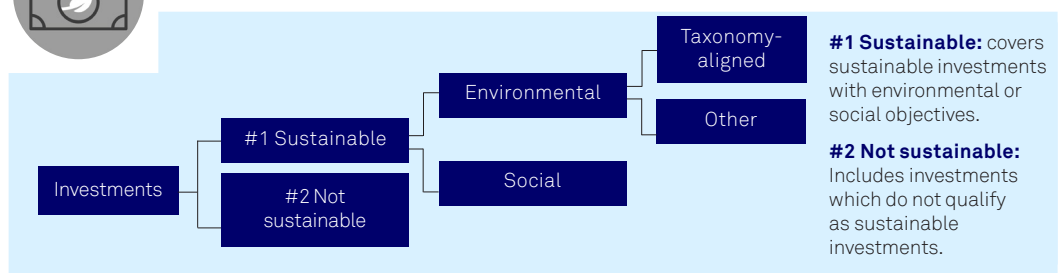 Investments
#1 Sustainable
#2 Not
sustainable
Environmental
Social
Taxonomy-
aligned
Other
#1 Sustainable: covers
sustainable investments
with environmental or
social objectives.
#2 Not sustainable:
Includes investments
which do not qualify
as sustainable
investments.